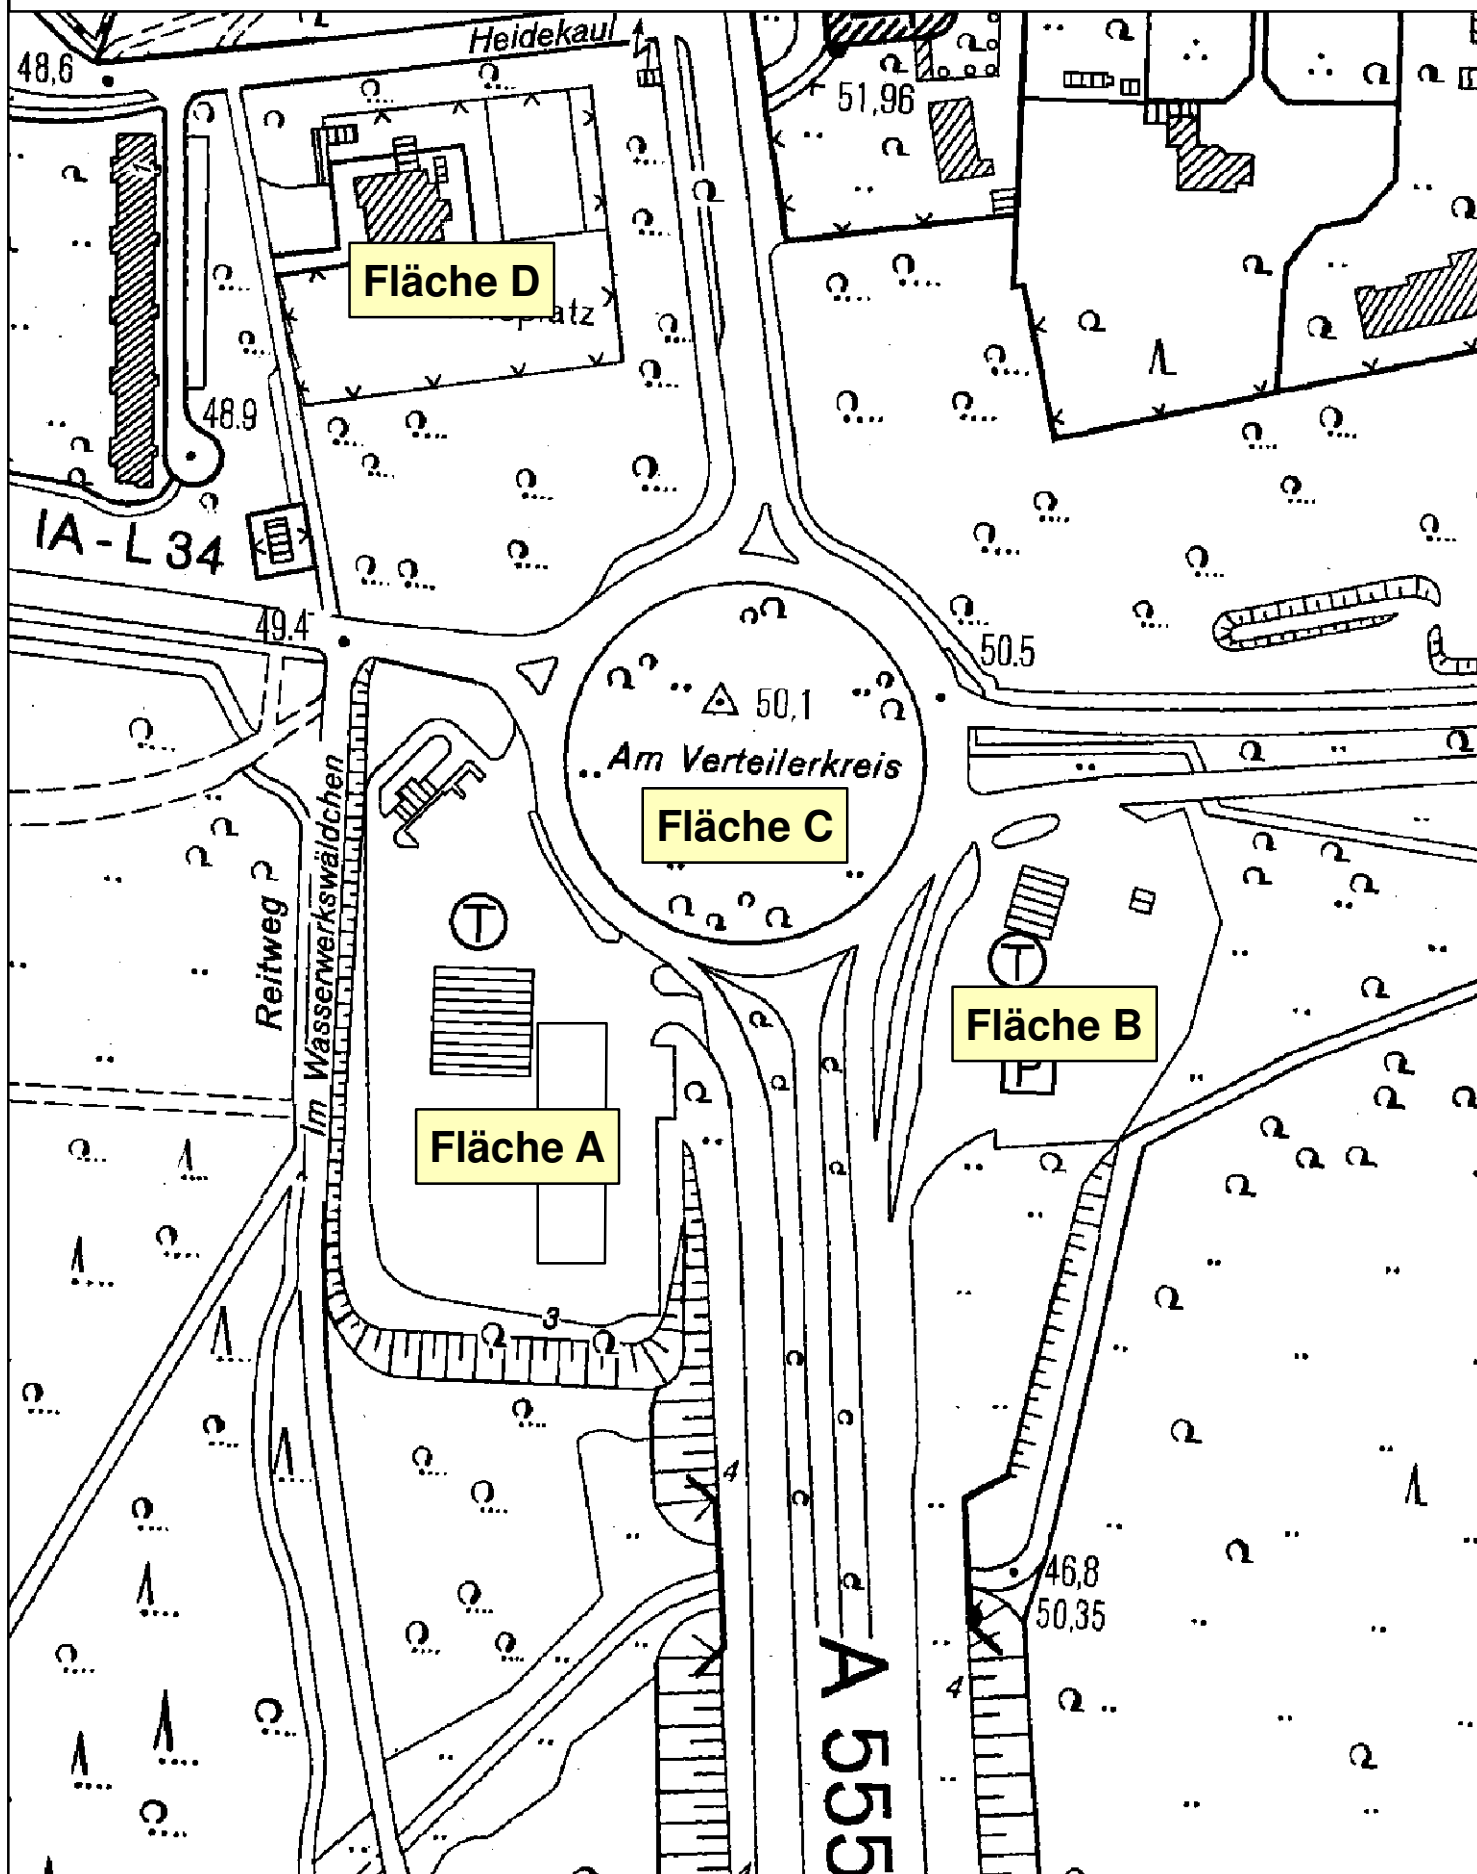 Heidekaul
48,6
51,96
Fläche D
48.9
IA-L 34
49.4
50.5
50,1
Am Verteilerkreis
Fläche C
Reitweg
Im Wasserwerkswäldchen
T
T
Fläche B
P
Fläche A
3
4
46,8
50,35
4
A 555
4